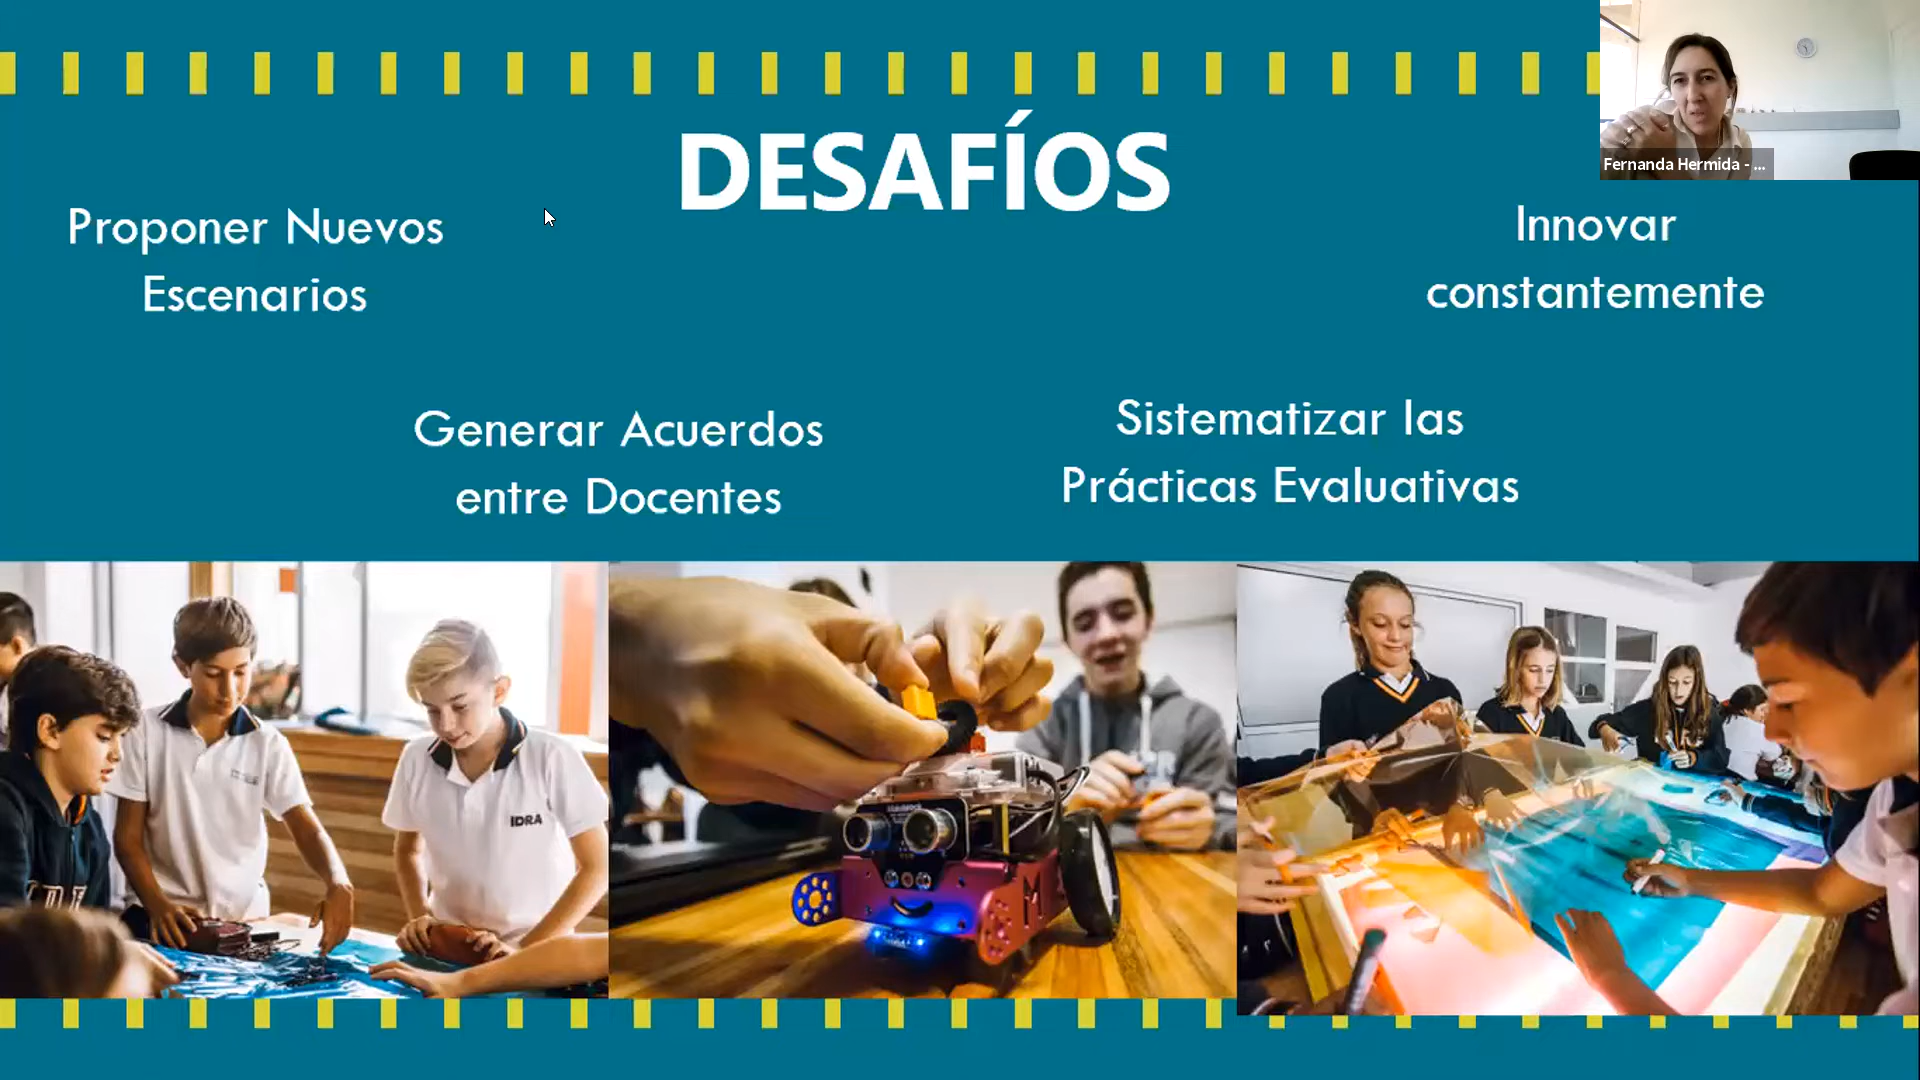 DESAFÍOS
Fernanda Hermida - ...
Proponer Nuevos
Escenarios
Innovar
constantemente
Generar Acuerdos
entre Docentes
Sistematizar las
Prácticas Evaluativas
IDRA
M